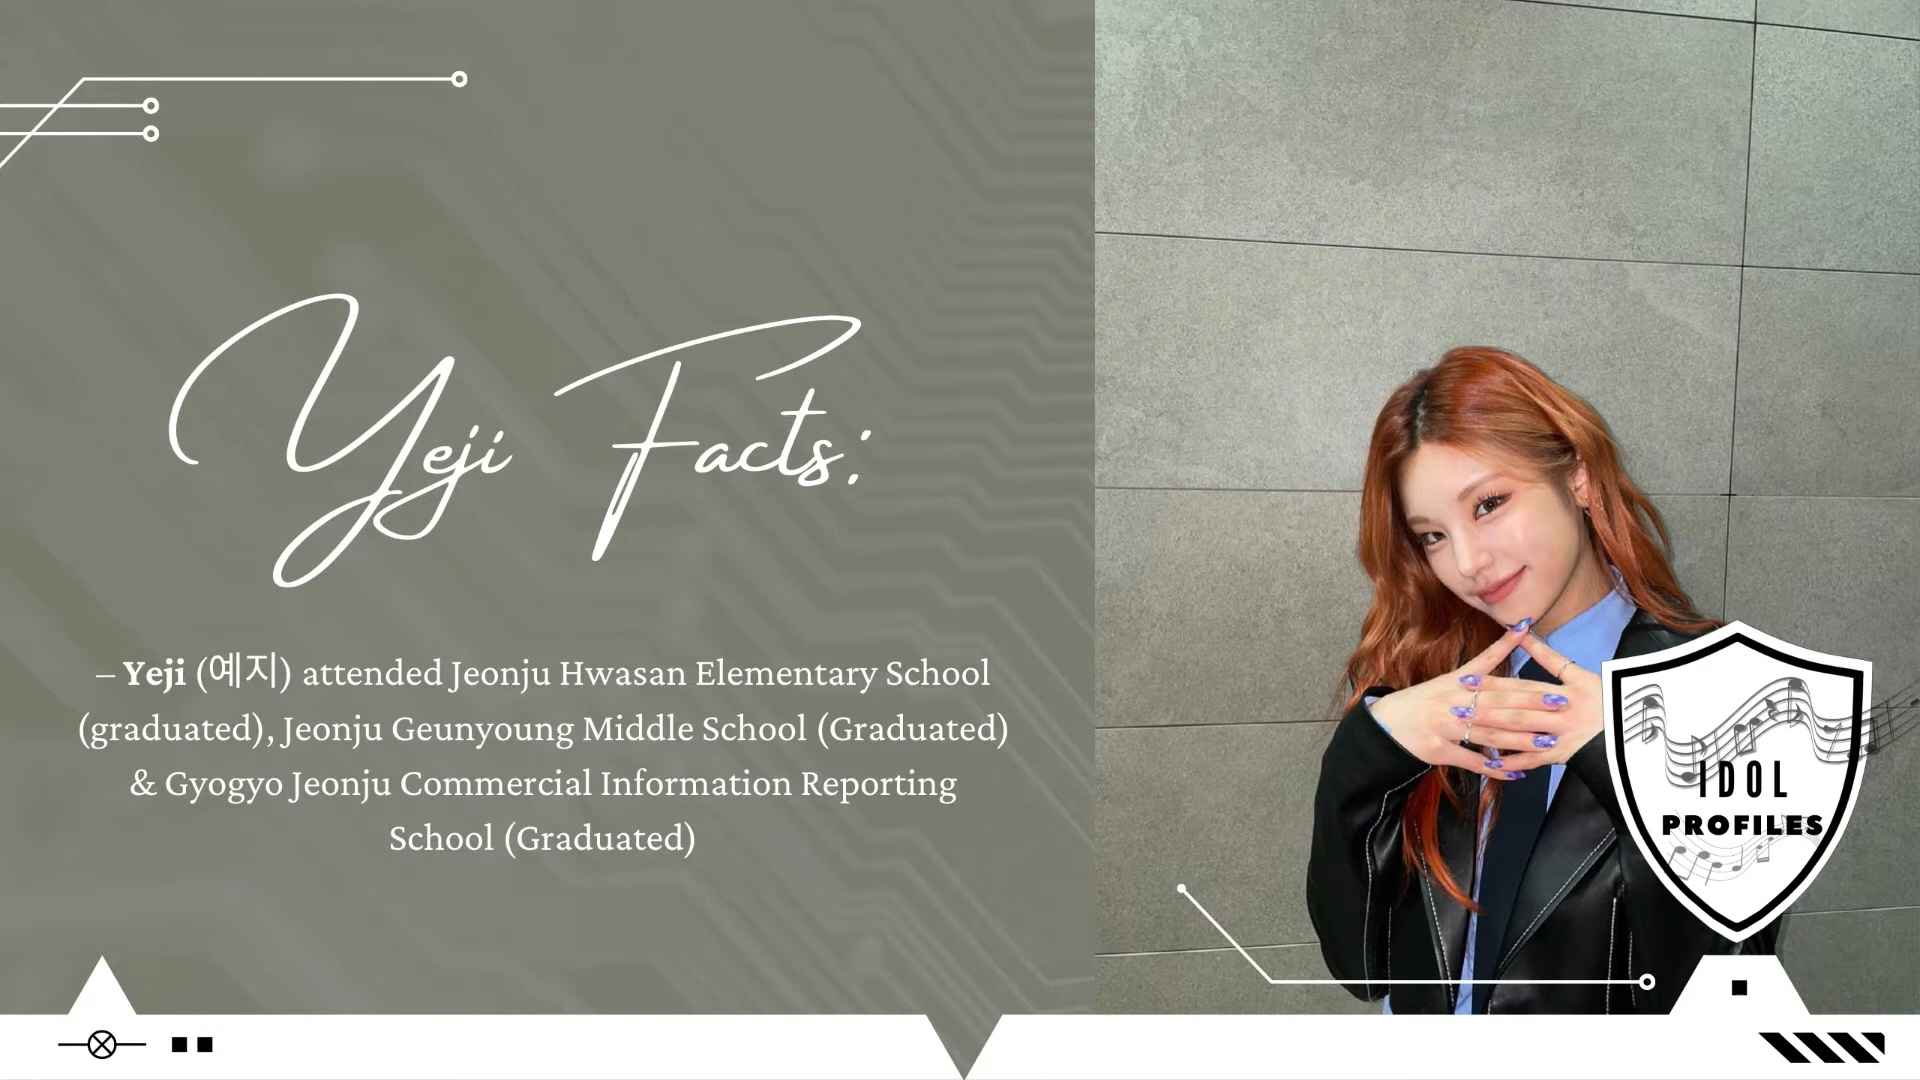 Yeji Facts:
– Yeji (예지) attended Jeonju Hwasan Elementary School
(graduated), Jeonju Geunyoung Middle School (Graduated)
& Gyogyo Jeonju Commercial Information Reporting
School (Graduated)
IDOL
PROFILES